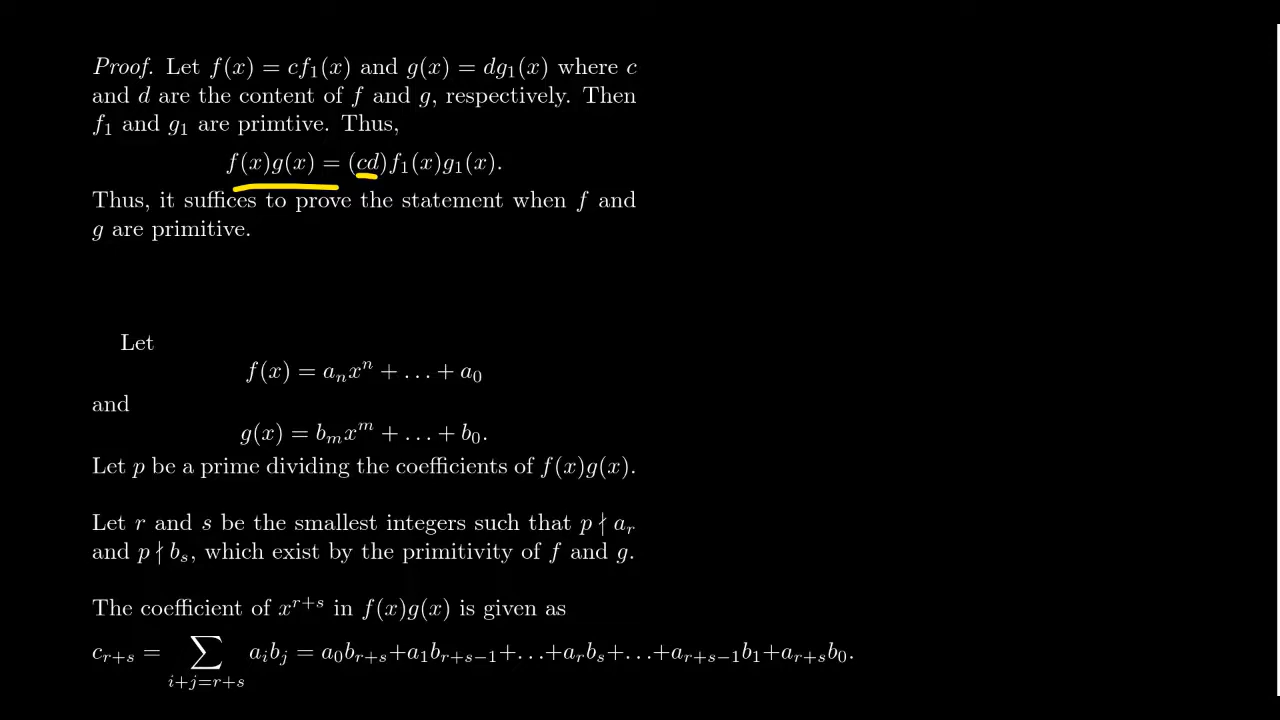 Proof. Let f(x) = cf₁(x) and g(x) = dg₁(x) where c
and d are the content of f and g, respectively. Then
f₁ and g₁ are primtive. Thus,
f(x)g(x) = (cd)f₁(x)g₁(x).
Thus, it suffices to prove the statement when f and
g are primitive.
Let
f(x) = aₙxⁿ + . . . + a₀
and
g(x) = bₘxᵐ + . . . + b₀.
Let p be a prime dividing the coefficients of f(x)g(x).
Let r and s be the smallest integers such that p ∤ aᵣ
and p ∤ bₛ, which exist by the primitivity of f and g.
The coefficient of xʳ⁺ˢ in f(x)g(x) is given as
cᵣ₊ₛ = ∑_{i+j=r+s} aᵢbⱼ = a₀bᵣ₊ₛ+a₁bᵣ₊ₛ₋₁+. . .+aᵣbₛ+. . .+aᵣ₊ₛ₋₁b₁+aᵣ₊ₛb₀.